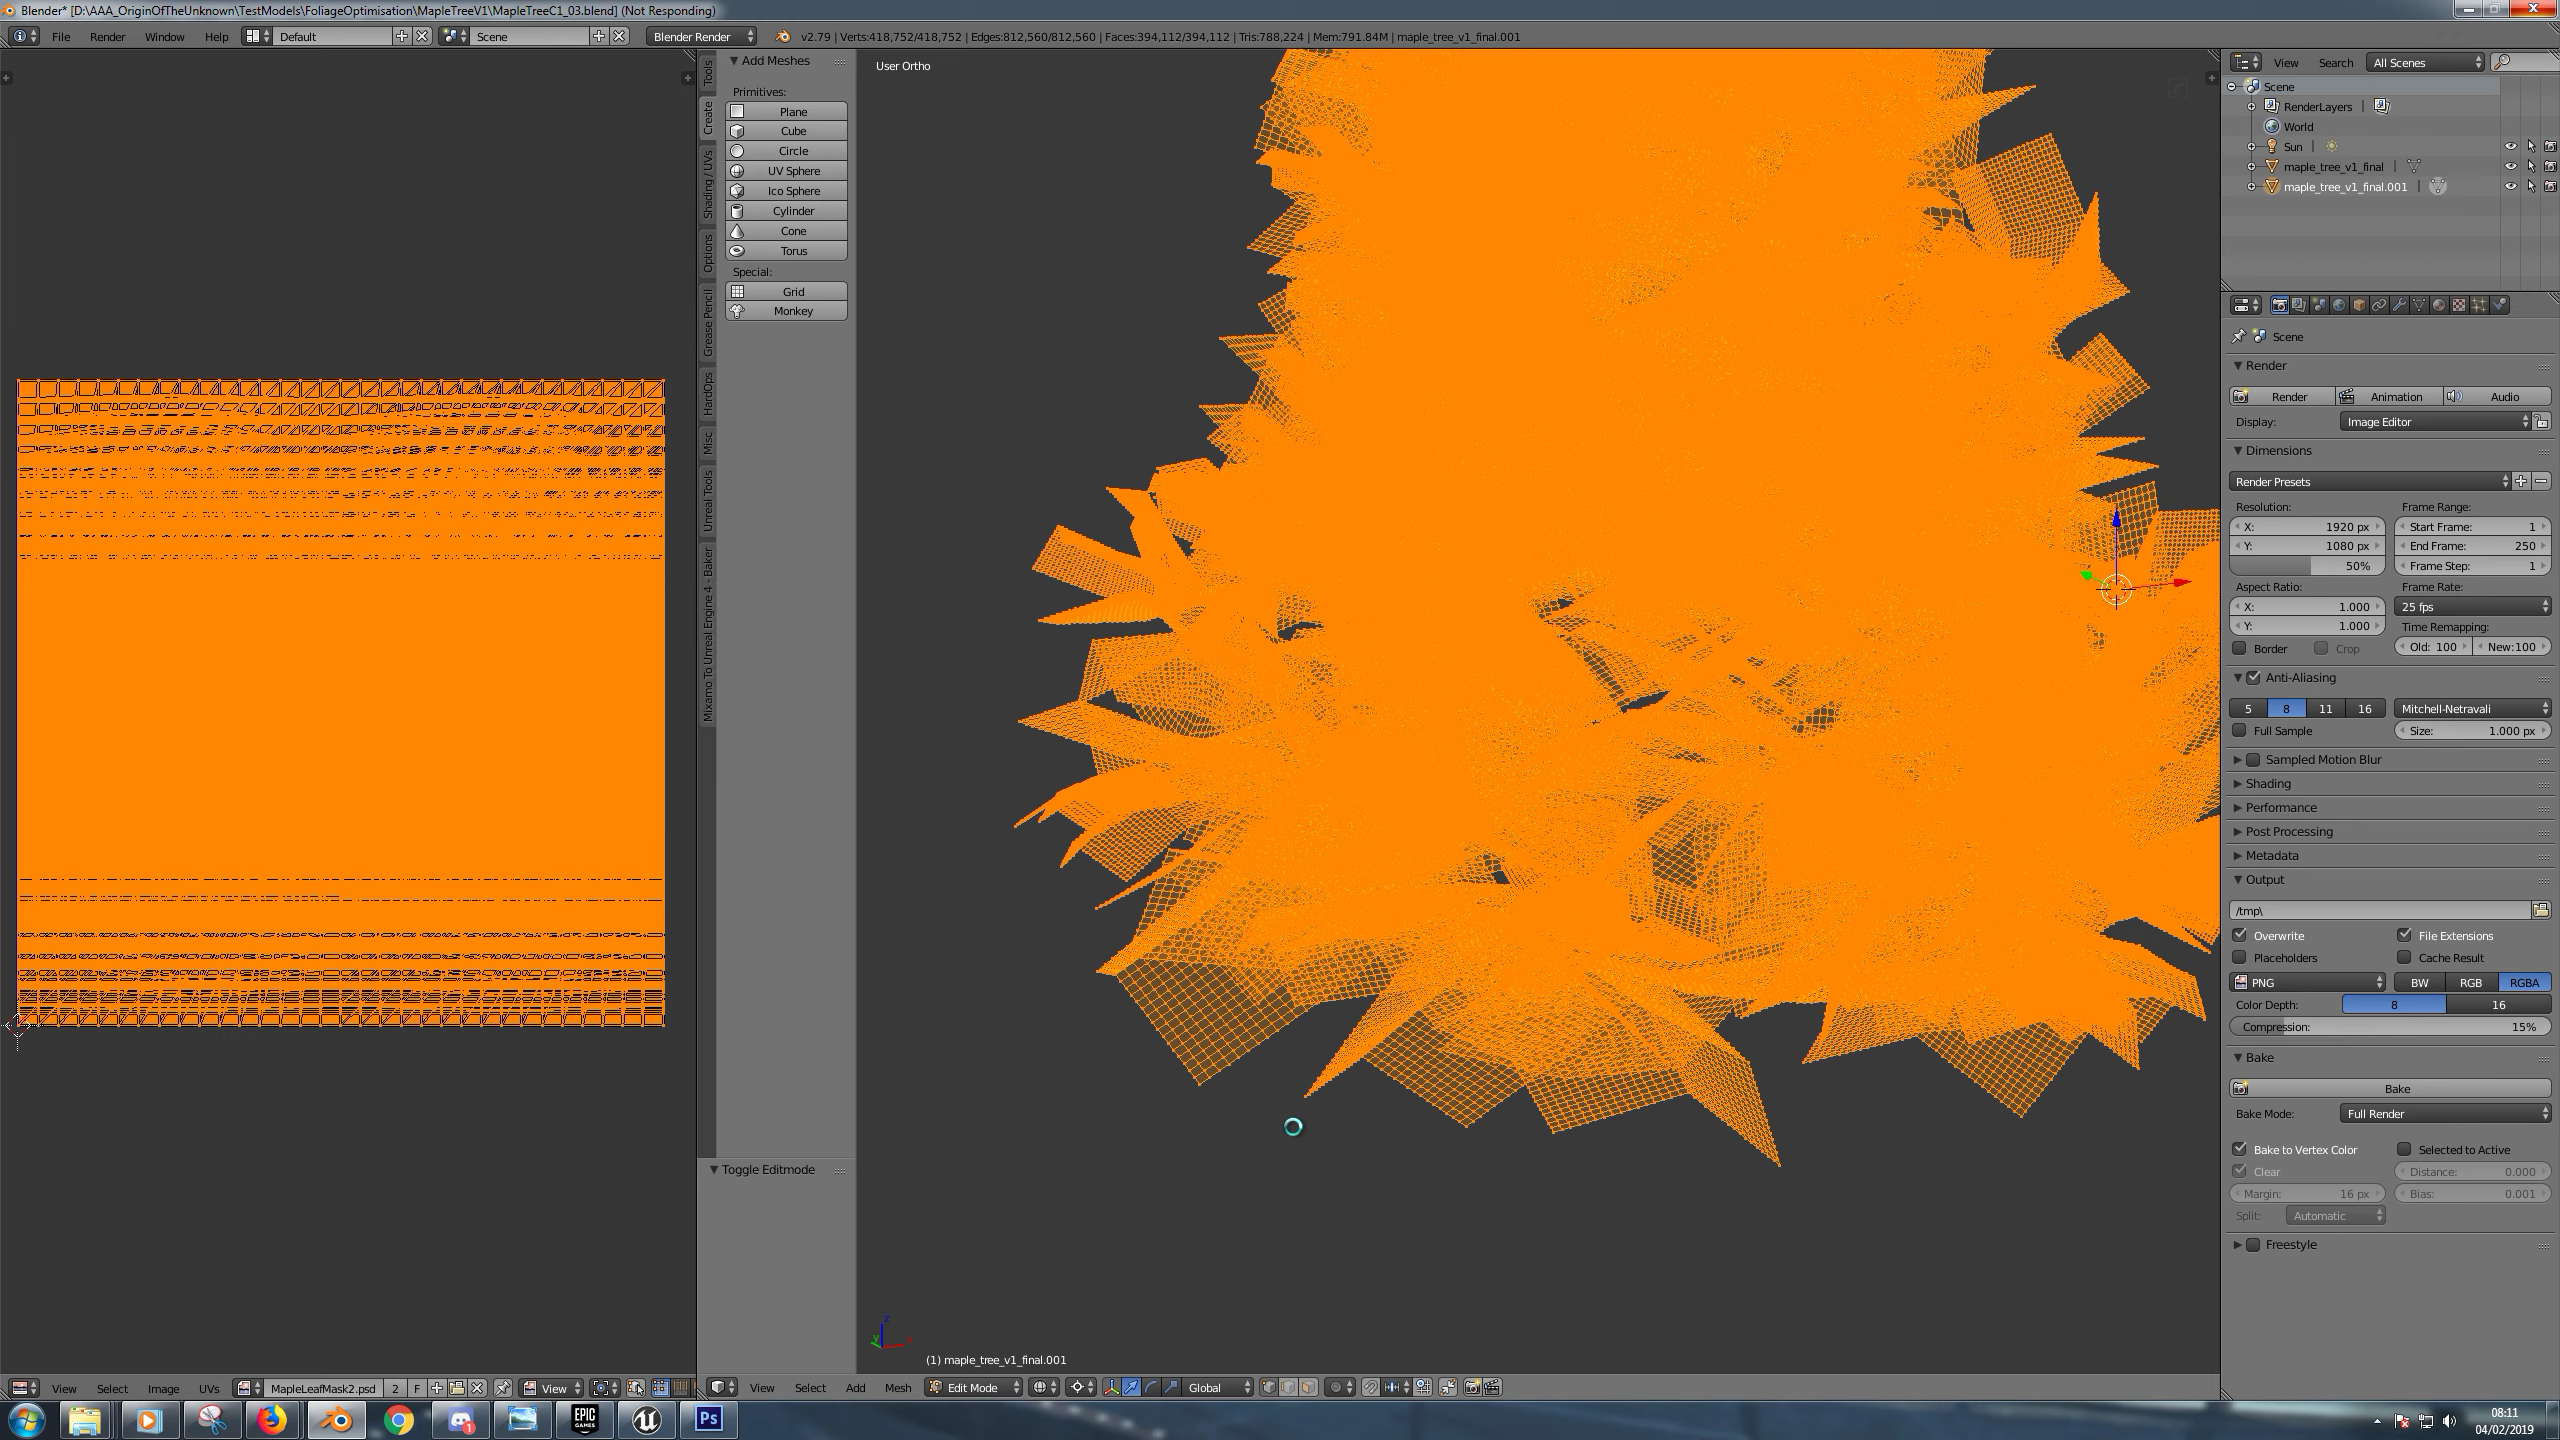 Blender* [D:\AAA_OriginOfTheUnknown\TestModels\FoliageOptimisation\MapleTreeV1\MapleTreeC1_03.blend] (Not Responding)
File Render Window Help Default Scene Blender Render v2.79 | Verts:418,752/418,752 | Edges:812,560/812,560 | Faces:394,112/394,112 | Tris:788,224 | Mem:791.84M | maple_tree_v1_final.001
Tools
Create
Shading / UVs
Options
Grease Pencil
HardOps
Misc
Unreal Tools
Mixamo To Unreal Engine 4 - Baker
Add Meshes
Primitives:
Plane
Cube
Circle
UV Sphere
Ico Sphere
Cylinder
Cone
Torus
Special:
Grid
Monkey
Toggle Editmode
User Ortho
(1) maple_tree_v1_final.001
View Search All Scenes
Scene
RenderLayers |
World
Sun |
maple_tree_v1_final |
maple_tree_v1_final.001 |
Scene
Render
Render Animation Audio
Display: Image Editor
Dimensions
Render Presets
Resolution: Frame Range:
X: 1920 px Start Frame: 1
Y: 1080 px End Frame: 250
50% Frame Step: 1
Aspect Ratio: Frame Rate:
X: 1.000 25 fps
Y: 1.000 Time Remapping:
Border Crop Old: 100 New:100
Anti-Aliasing
5 8 11 16 Mitchell-Netravali
Full Sample Size: 1.000 px
Sampled Motion Blur
Shading
Performance
Post Processing
Metadata
Output
/tmp\
Overwrite File Extensions
Placeholders Cache Result
PNG BW RGB RGBA
Color Depth: 8 16
Compression: 15%
Bake
Bake
Bake Mode: Full Render
Bake to Vertex Color Selected to Active
Clear Distance: 0.000
Margin: 16 px Bias: 0.001
Split: Automatic
Freestyle
View Select Image UVs MapleLeafMask2.psd 2 F View
View Select Add Mesh Edit Mode Global
EPIC GAMES
Ps
08:11
04/02/2019